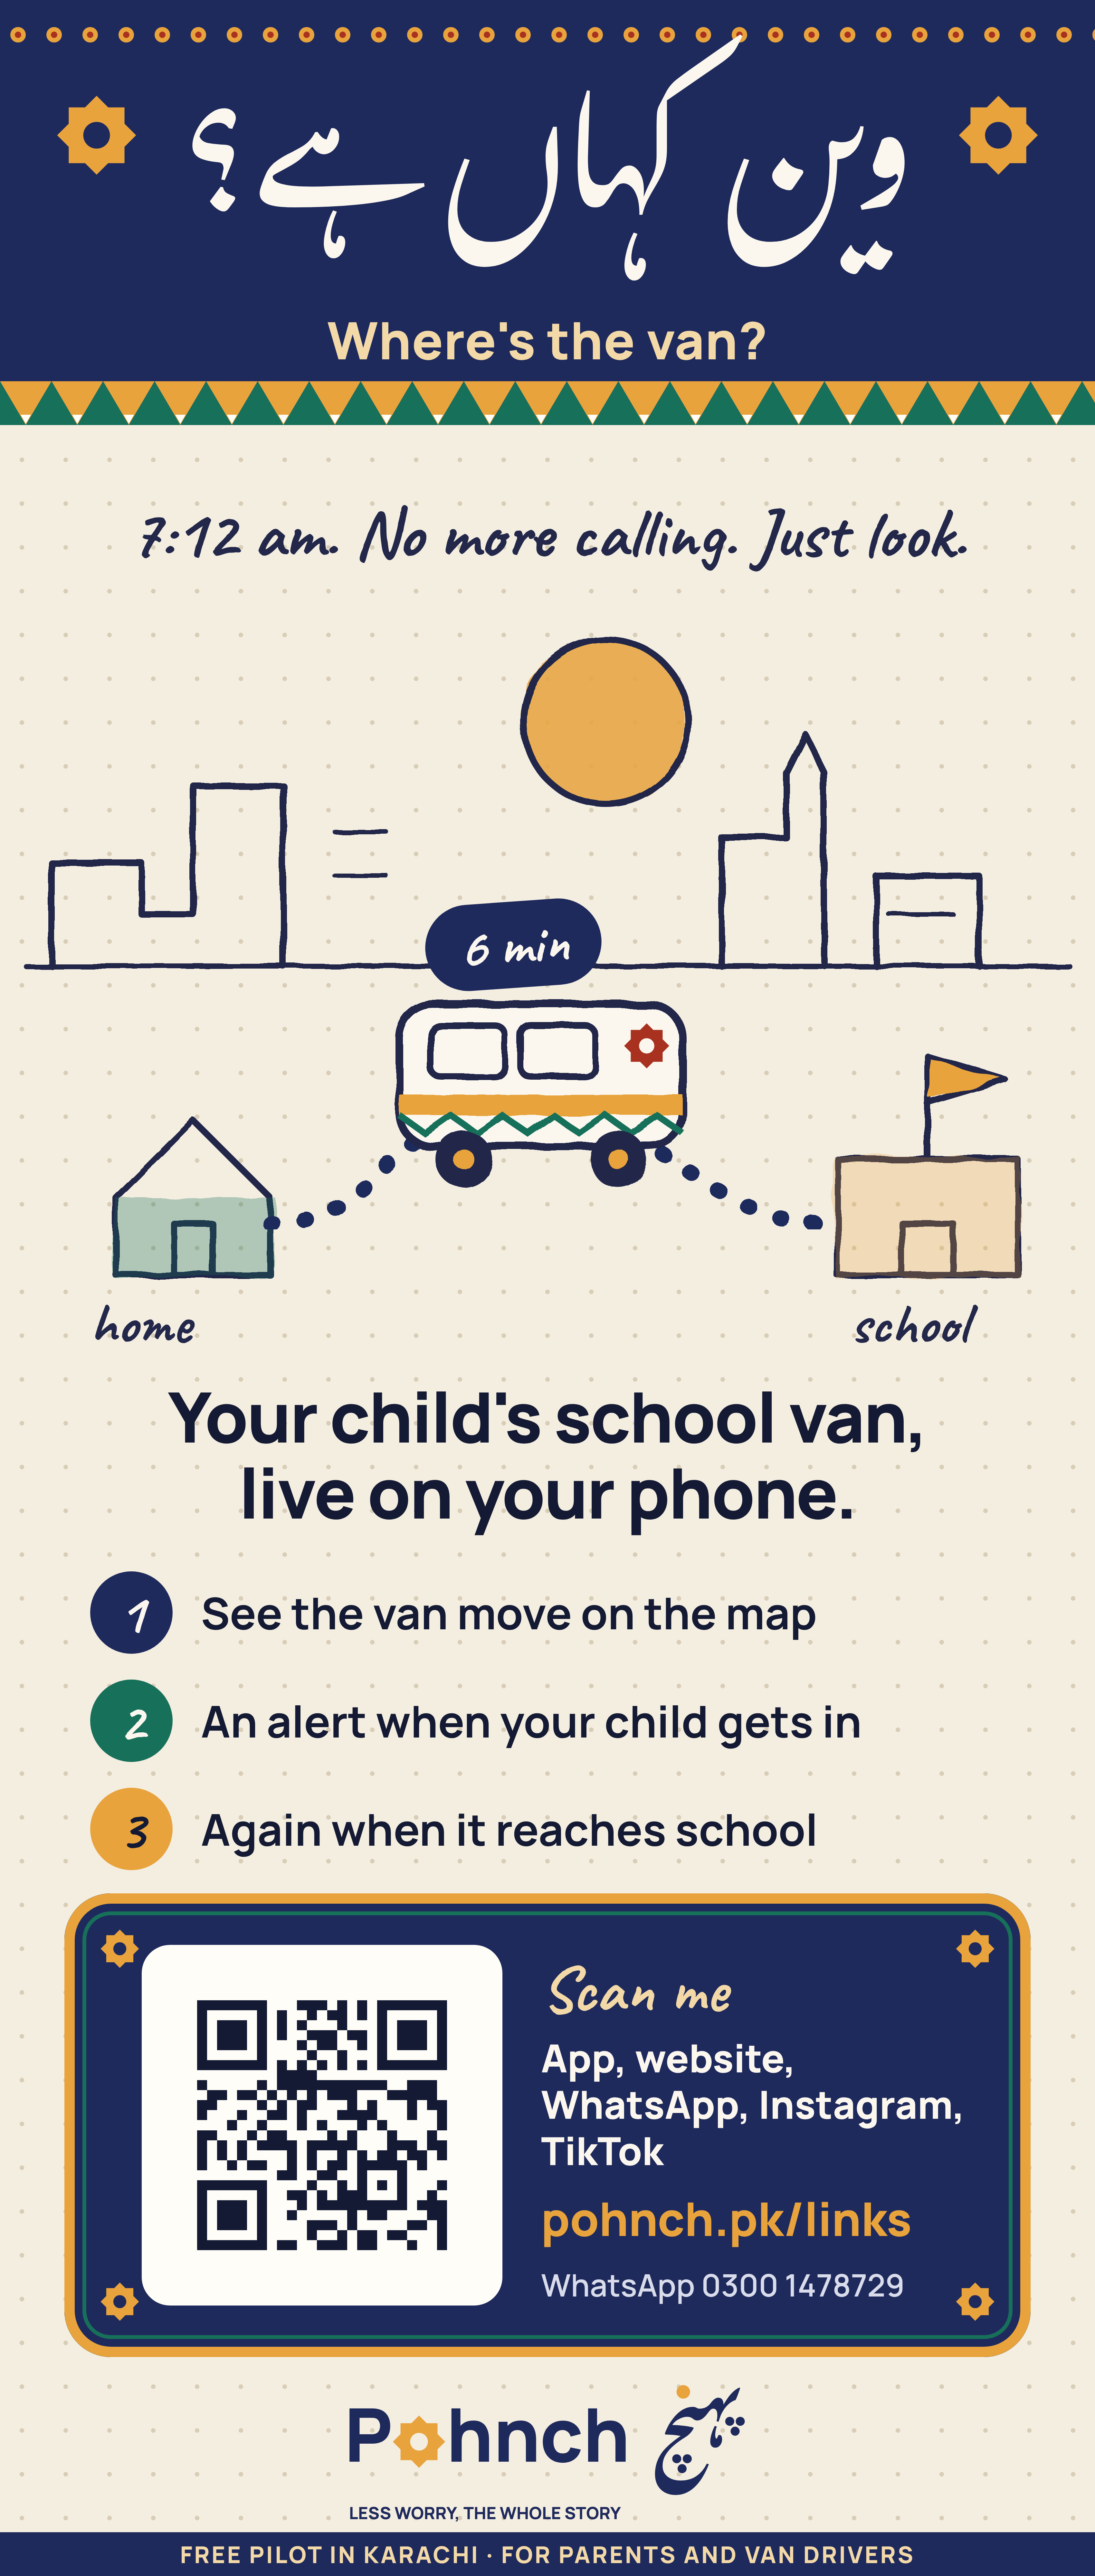 وین کہاں ہے؟
Where's the van?
7:12 am. No more calling. Just look.
6 min
home
school
Your child's school van,
live on your phone.
1 See the van move on the map
2 An alert when your child gets in
3 Again when it reaches school
Scan me
App, website,
WhatsApp, Instagram,
TikTok
pohnch.pk/links
WhatsApp 0300 1478729
Pohnch پہنچ
LESS WORRY, THE WHOLE STORY
FREE PILOT IN KARACHI · FOR PARENTS AND VAN DRIVERS